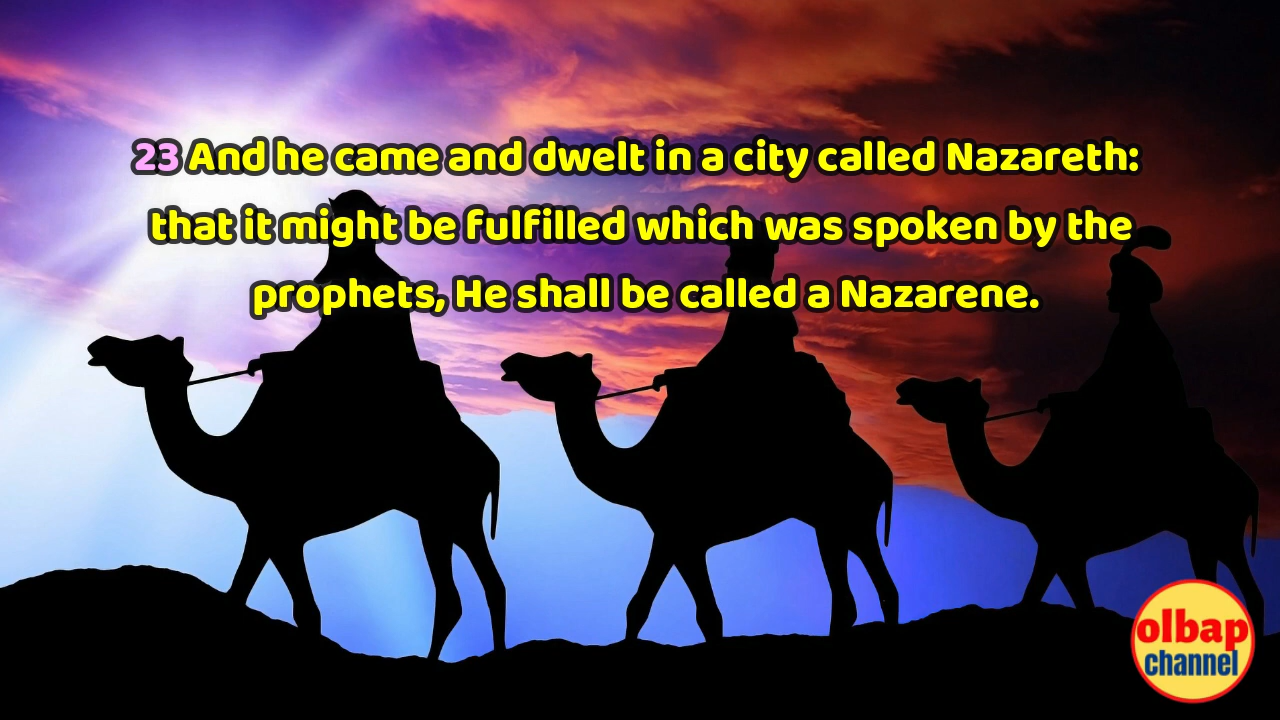 23 And he came and dwelt in a city called Nazareth:
that it might be fulfilled which was spoken by the
prophets, He shall be called a Nazarene.
olbap
channel